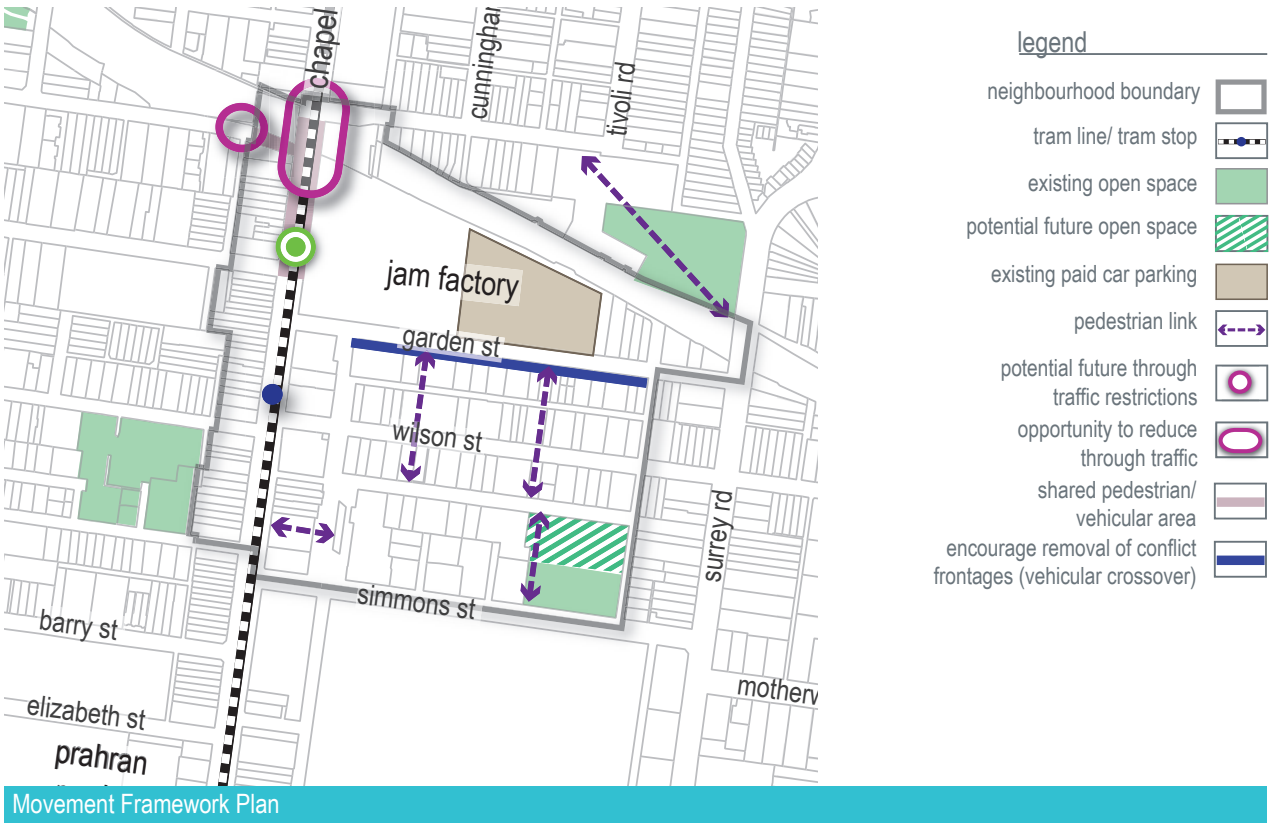 chapel
cunningha
tivoli rd
jam factory
garden st
wilson st
surrey rd
simmons st
barry st
elizabeth st
prahran
motherw
legend
neighbourhood boundary
tram line/ tram stop
existing open space
potential future open space
existing paid car parking
pedestrian link
potential future through
traffic restrictions
opportunity to reduce
through traffic
shared pedestrian/
vehicular area
encourage removal of conflict
frontages (vehicular crossover)
Movement Framework Plan